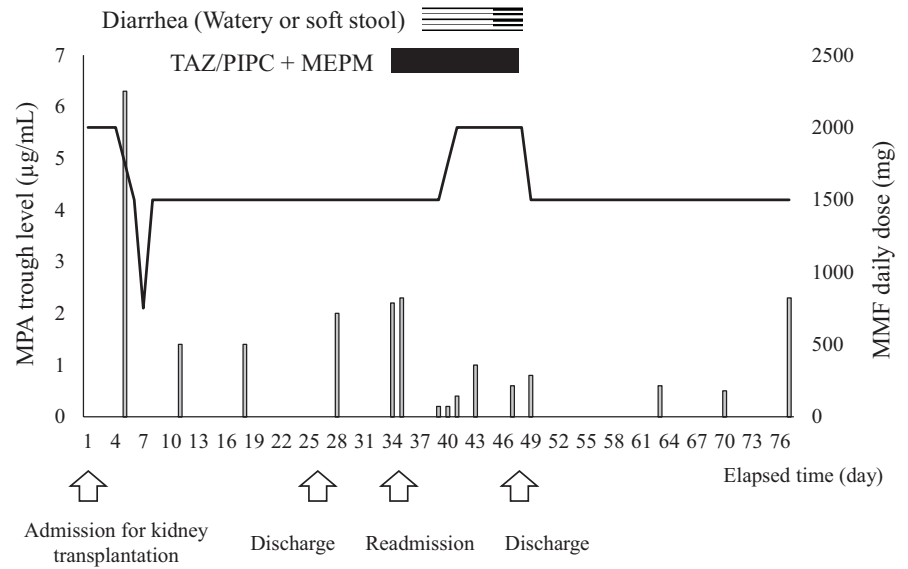 Diarrhea (Watery or soft stool)
TAZ/PIPC + MEPM
MPA trough level (µg/mL)
7
6
5
4
3
2
1
0
2500
2000
1500
1000
500
0
MMF daily dose (mg)
1 4 7 10 13 16 19 22 25 28 31 34 37 40 43 46 49 52 55 58 61 64 67 70 73 76
Elapsed time (day)
Admission for kidney
transplantation
Discharge
Readmission
Discharge